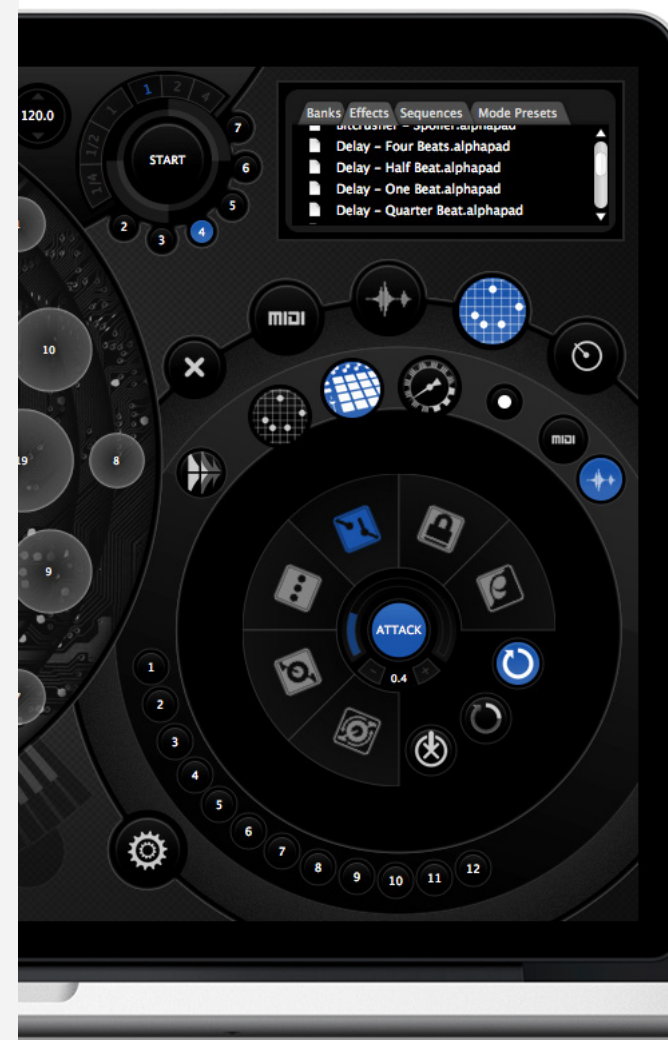 120.0
1/4
1/2
1
1
2
4
START
7
6
5
4
3
2
Banks
Effects
Sequences
Mode Presets
Bitcrusher – Spoiler.alphapad
Delay – Four Beats.alphapad
Delay – Half Beat.alphapad
Delay – One Beat.alphapad
Delay – Quarter Beat.alphapad
MIDI
MIDI
10
19
8
9
ATTACK
- 0.4 +
1
2
3
4
5
6
7
8
9
10
11
12